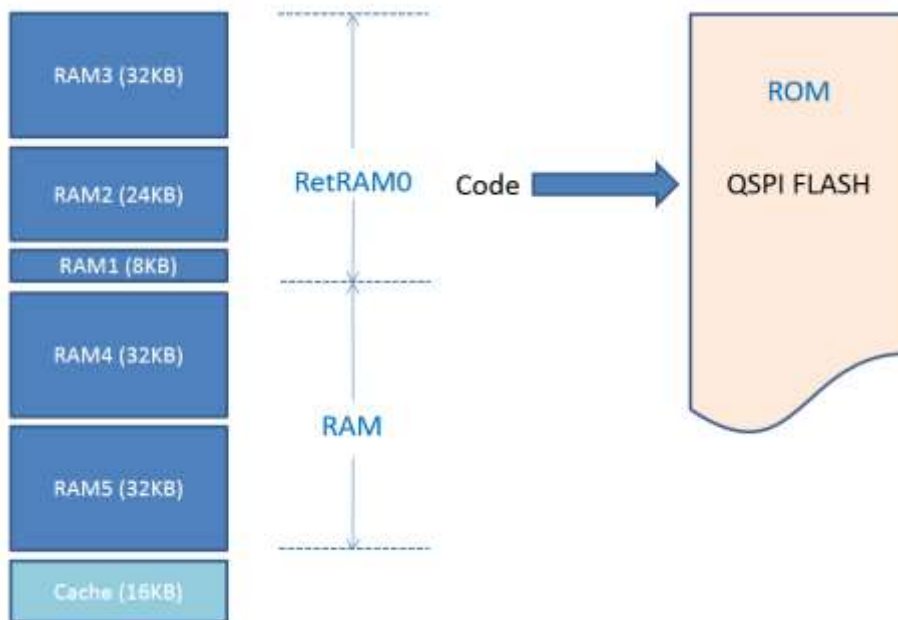 RAM3 (32KB)
RAM2 (24KB)
RAM1 (8KB)
RAM4 (32KB)
RAM5 (32KB)
Cache (16KB)
RetRAM0
RAM
Code
ROM
QSPI FLASH